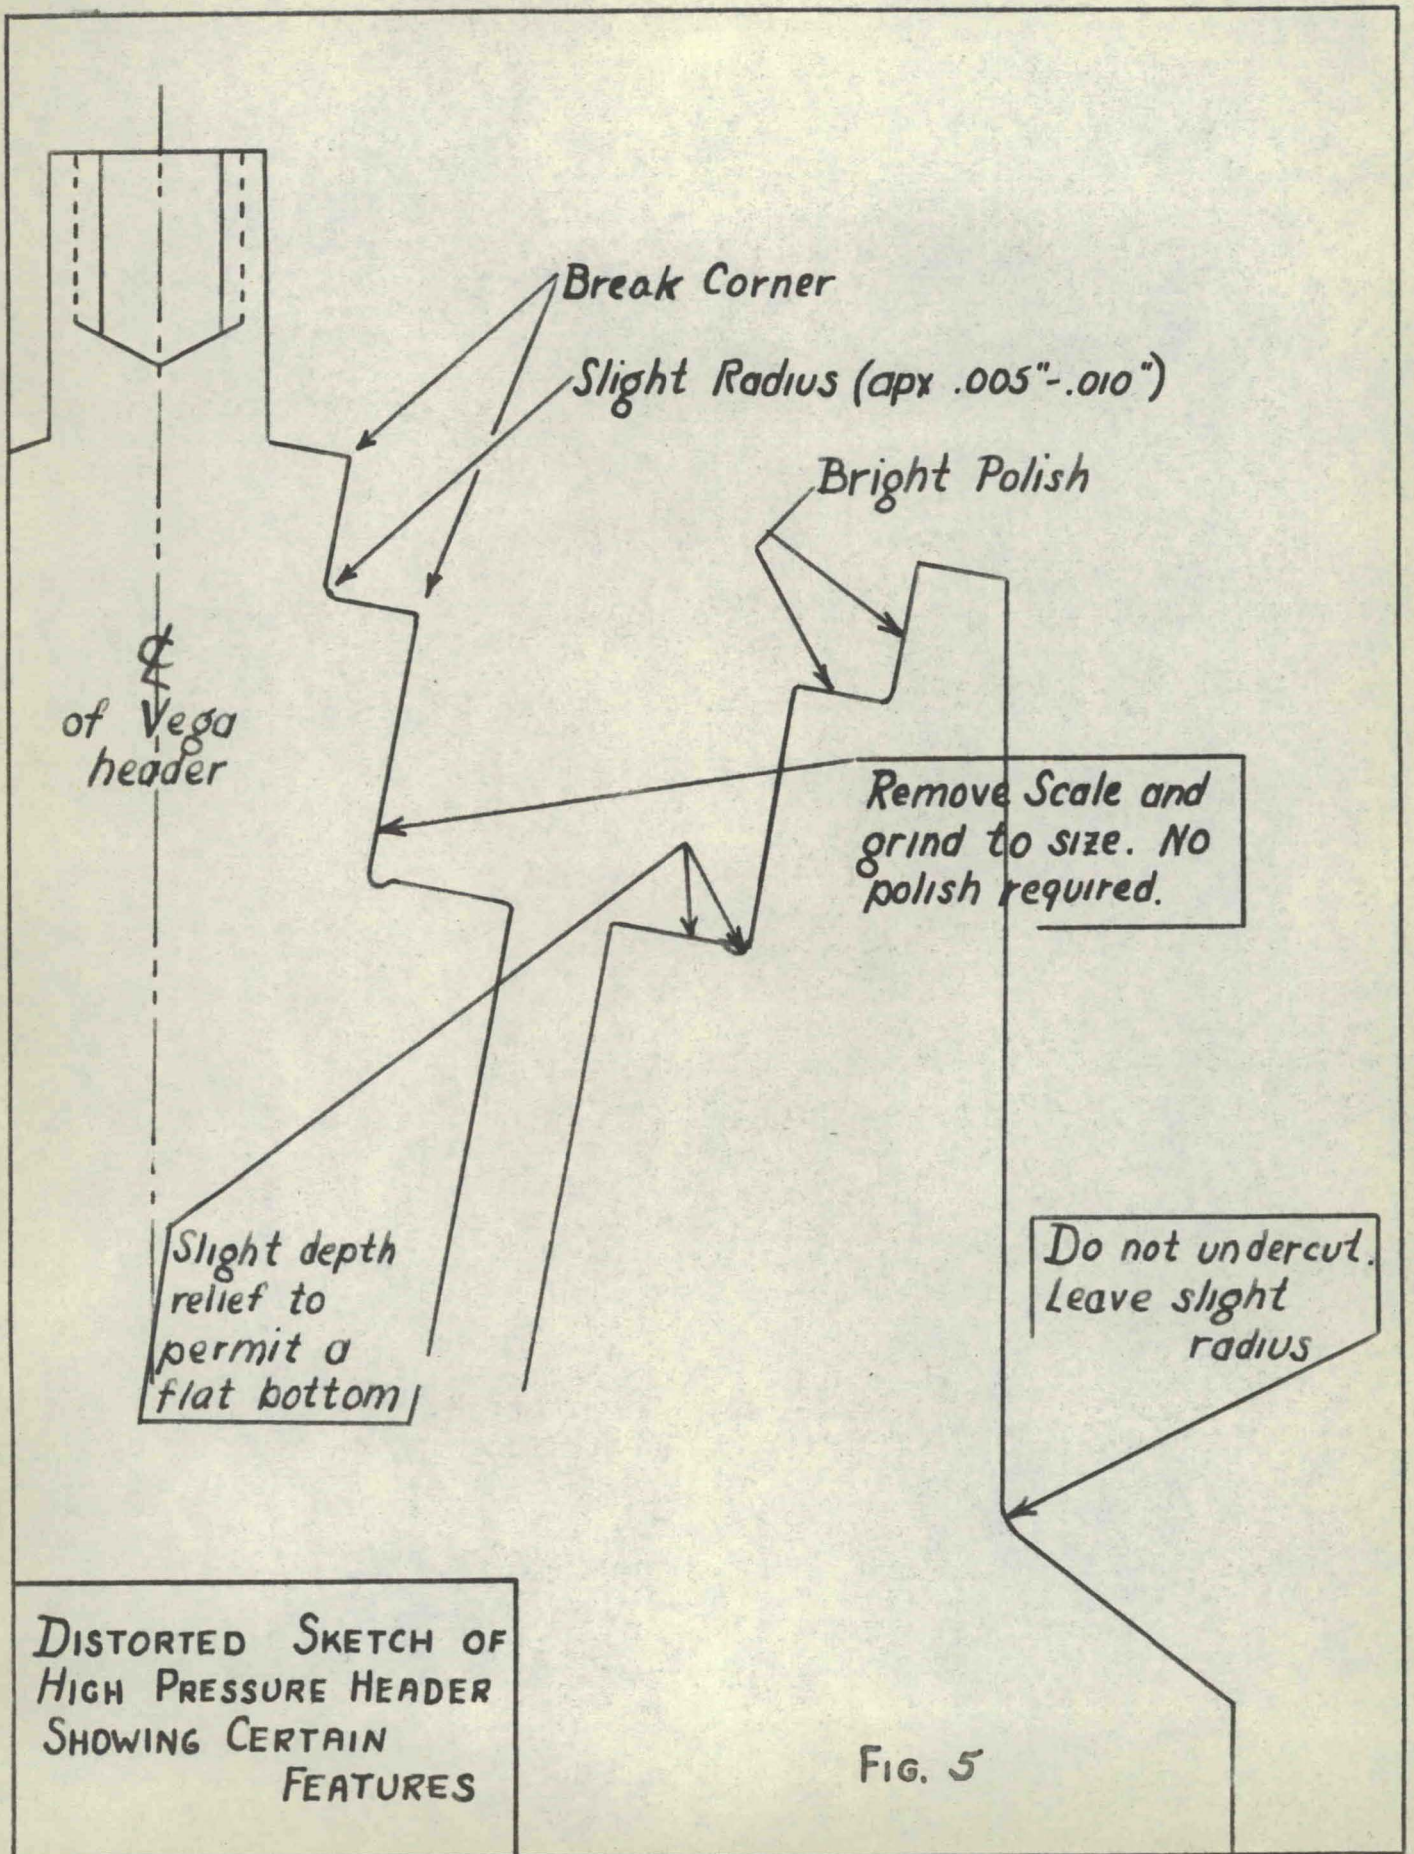 Break Corner
Slight Radius (apx .005"-.010")
Bright Polish
℄
of Vega
header
Remove Scale and
grind to size. No
polish required.
Slight depth
relief to
permit a
flat bottom
Do not undercut.
Leave slight
radius
DISTORTED SKETCH OF
HIGH PRESSURE HEADER
SHOWING CERTAIN
FEATURES
FIG. 5